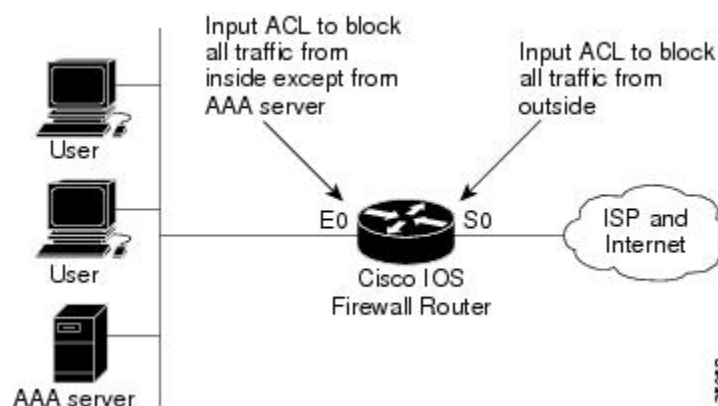 Input ACL to block
all traffic from
inside except from
AAA server
Input ACL to block
all traffic from
outside
User
User
AAA server
E0
S0
Cisco IOS
Firewall Router
ISP and
Internet